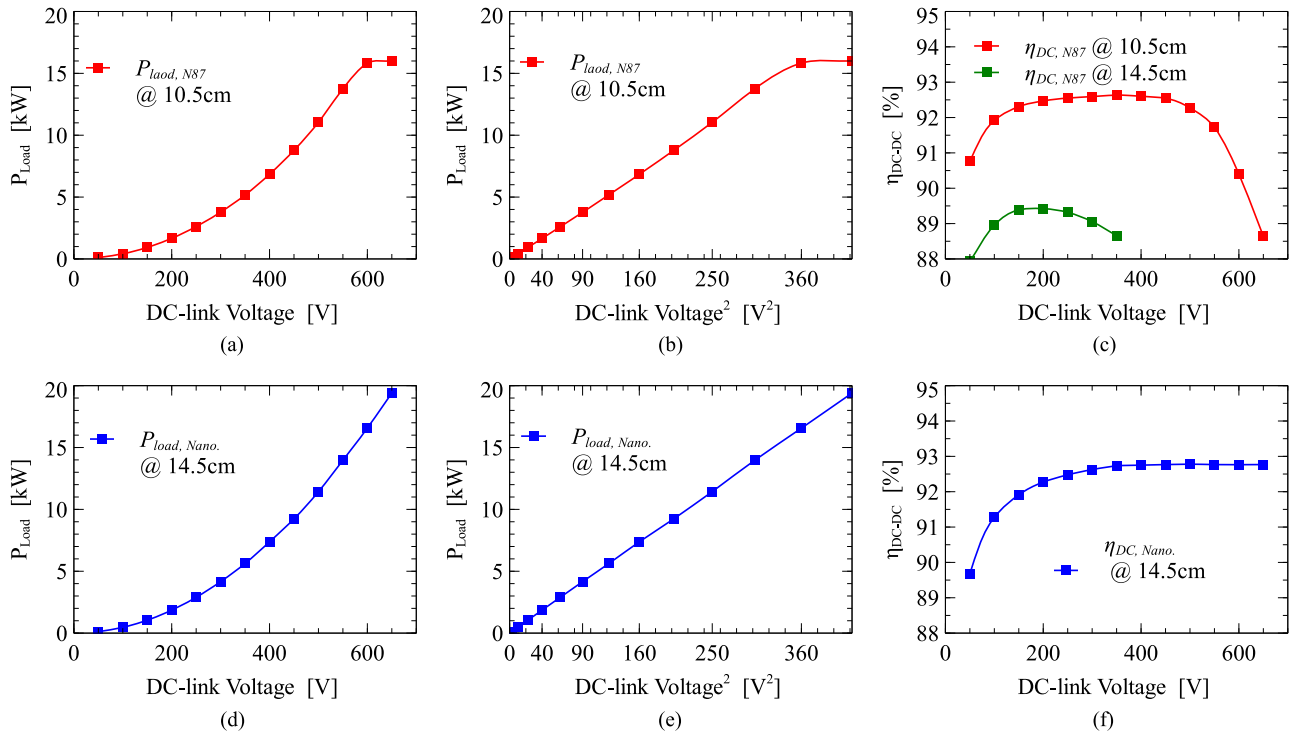 20
15
10
5
0
P_Load [kW]
P_laod, N87
@ 10.5cm
0 200 400 600
DC-link Voltage [V]
(a)
20
15
10
5
0
P_Load [kW]
P_laod, N87
@ 10.5cm
0 40 90 160 250 360
DC-link Voltage² [V²]
(b)
95
94
93
92
91
90
89
88
η_DC-DC [%]
η_DC, N87 @ 10.5cm
η_DC, N87 @ 14.5cm
0 200 400 600
DC-link Voltage [V]
(c)
20
15
10
5
0
P_Load [kW]
P_load, Nano.
@ 14.5cm
0 200 400 600
DC-link Voltage [V]
(d)
20
15
10
5
0
P_Load [kW]
P_load, Nano.
@ 14.5cm
0 40 90 160 250 360
DC-link Voltage² [V²]
(e)
95
94
93
92
91
90
89
88
η_DC-DC [%]
η_DC, Nano.
@ 14.5cm
0 200 400 600
DC-link Voltage [V]
(f)